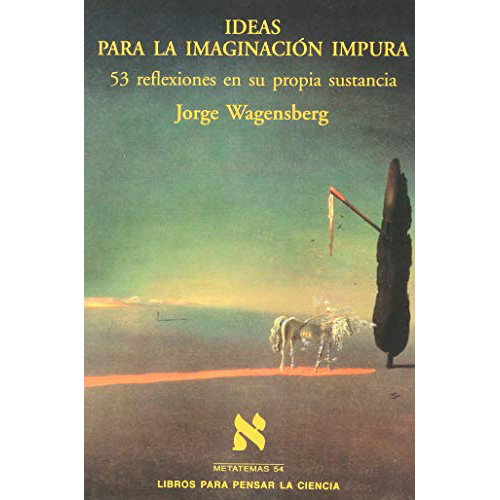 IDEAS
PARA LA IMAGINACIÓN IMPURA
53 reflexiones en su propia sustancia
Jorge Wagensberg
א
METATEMAS 54
LIBROS PARA PENSAR LA CIENCIA